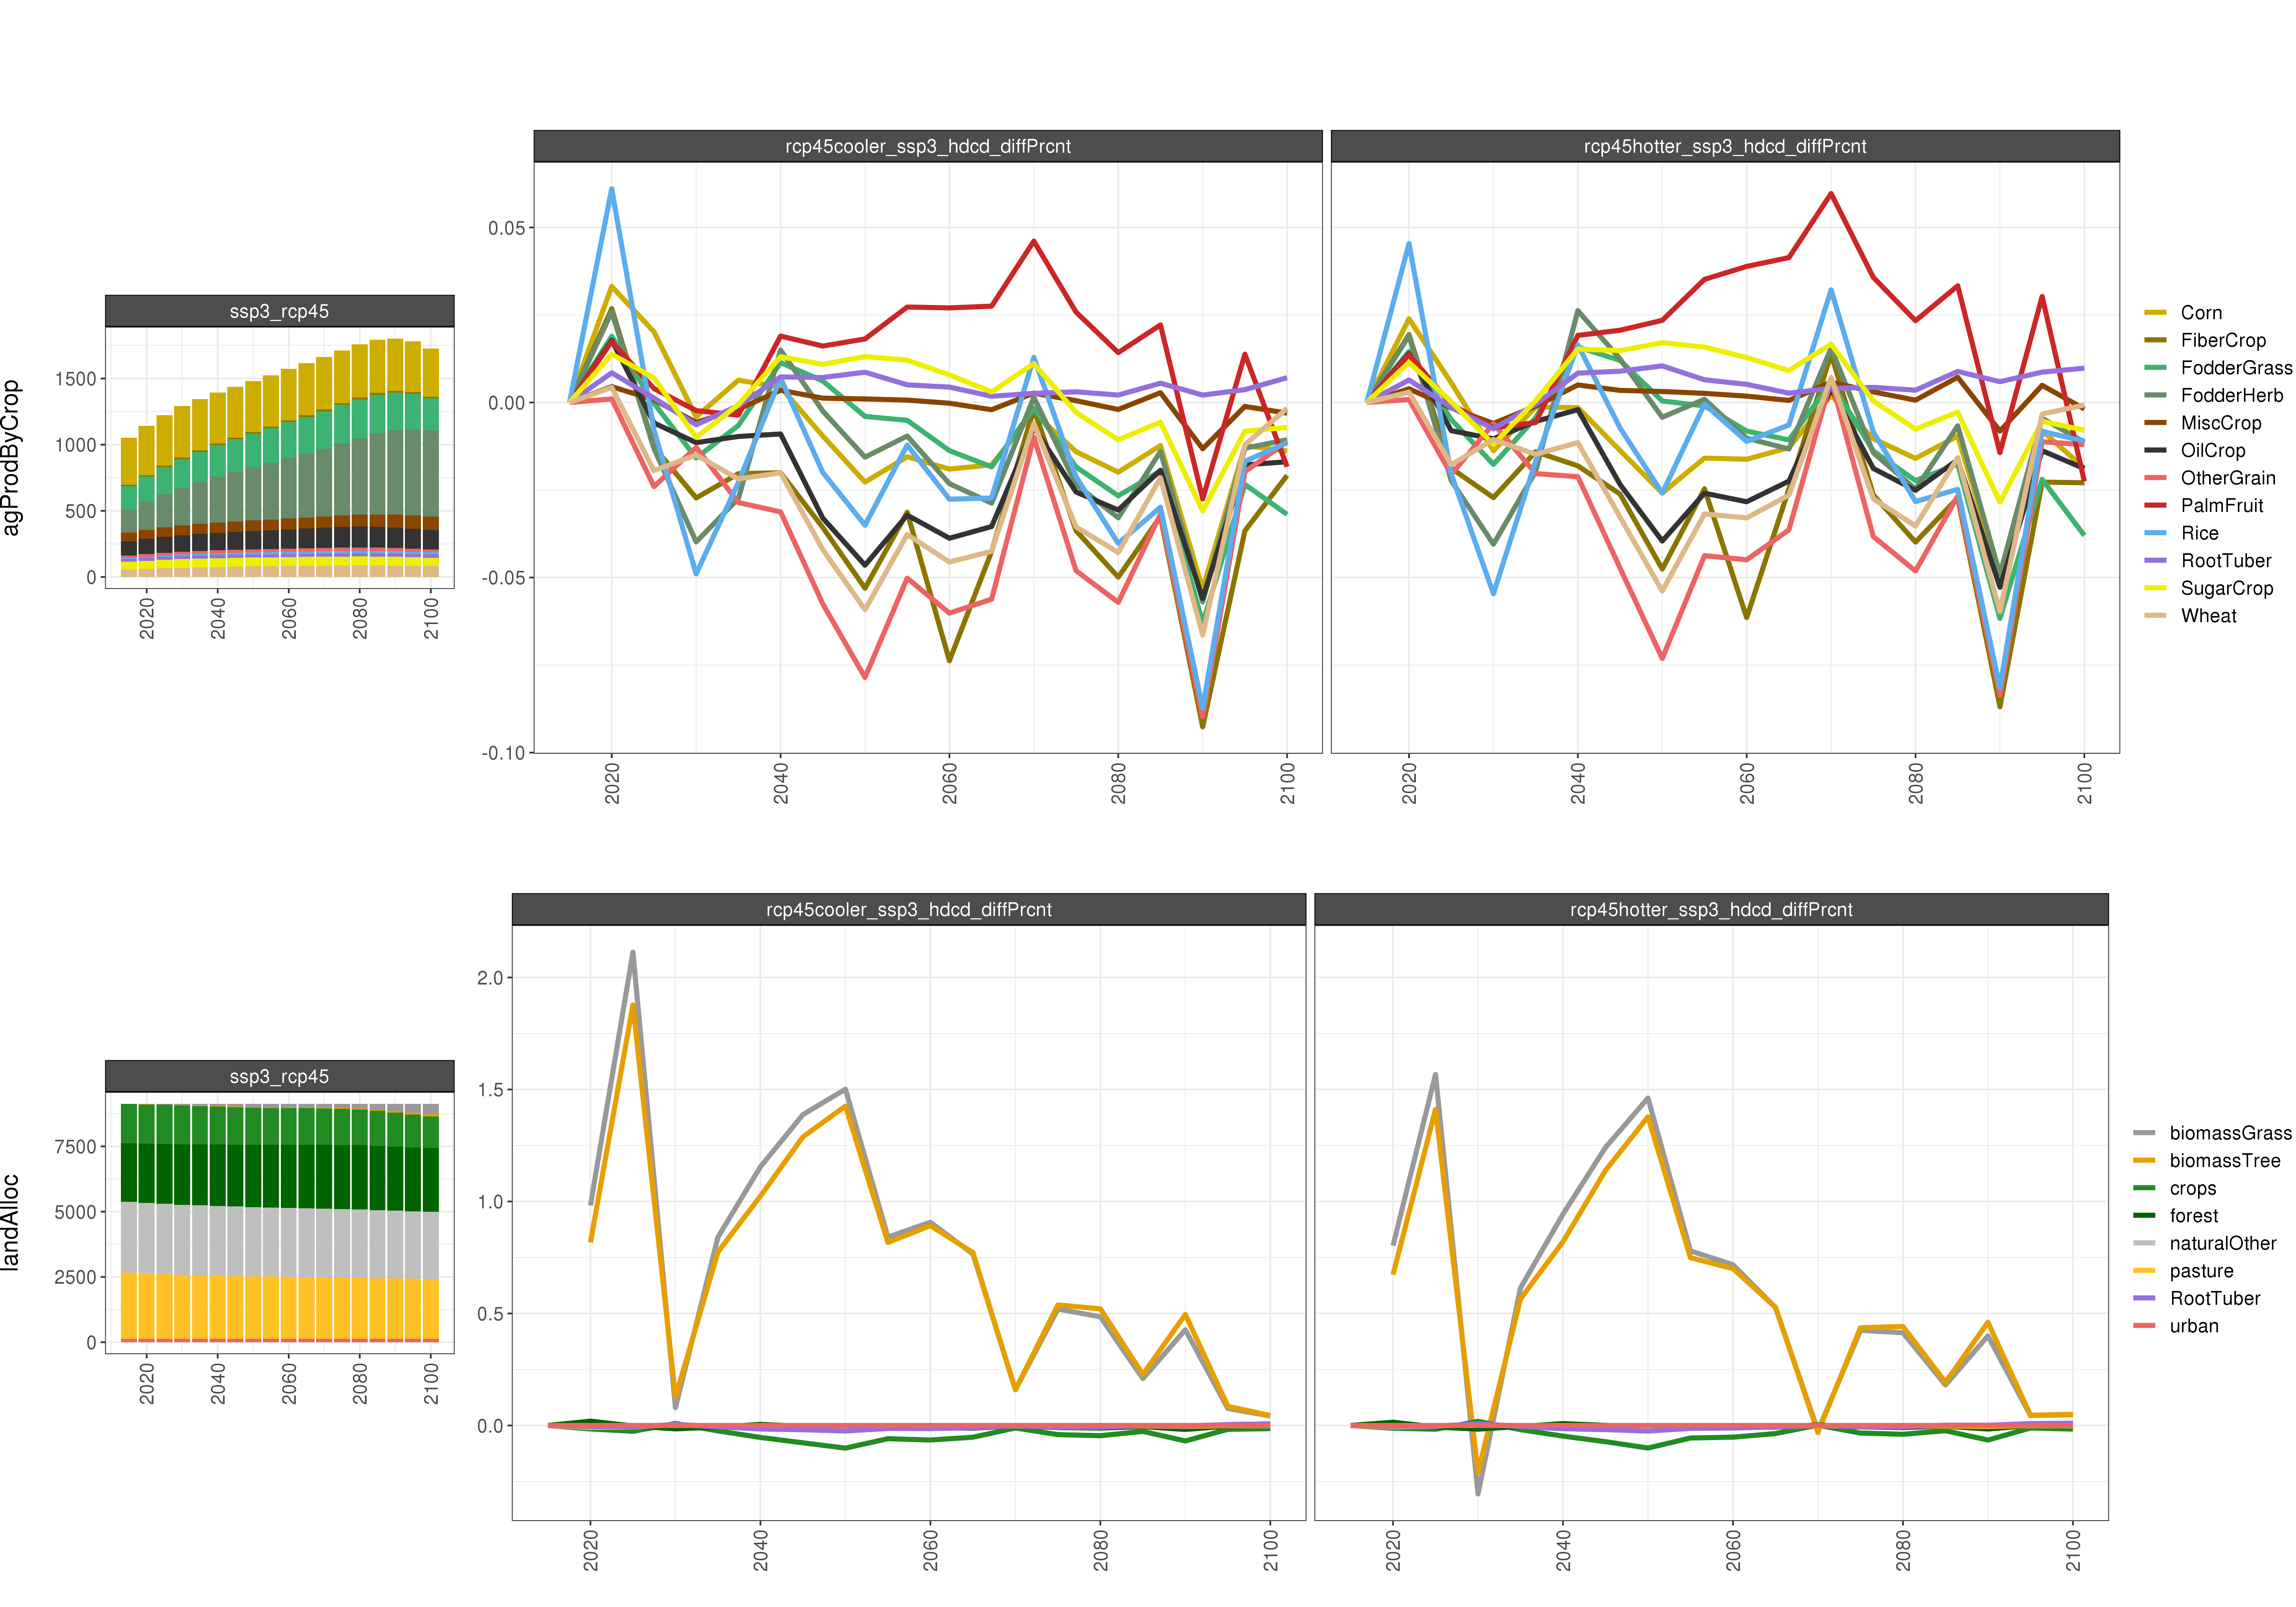 rcp45cooler_ssp3_hdcd_diffPrcnt
rcp45hotter_ssp3_hdcd_diffPrcnt
0.05
0.00
-0.05
-0.10
2020
2040
2060
2080
2100
2020
2040
2060
2080
2100
ssp3_rcp45
agProdByCrop
1500
1000
500
0
2020
2040
2060
2080
2100
Corn
FiberCrop
FodderGrass
FodderHerb
MiscCrop
OilCrop
OtherGrain
PalmFruit
Rice
RootTuber
SugarCrop
Wheat
rcp45cooler_ssp3_hdcd_diffPrcnt
rcp45hotter_ssp3_hdcd_diffPrcnt
2.0
1.5
1.0
0.5
0.0
2020
2040
2060
2080
2100
2020
2040
2060
2080
2100
ssp3_rcp45
landAlloc
7500
5000
2500
0
2020
2040
2060
2080
2100
biomassGrass
biomassTree
crops
forest
naturalOther
pasture
RootTuber
urban